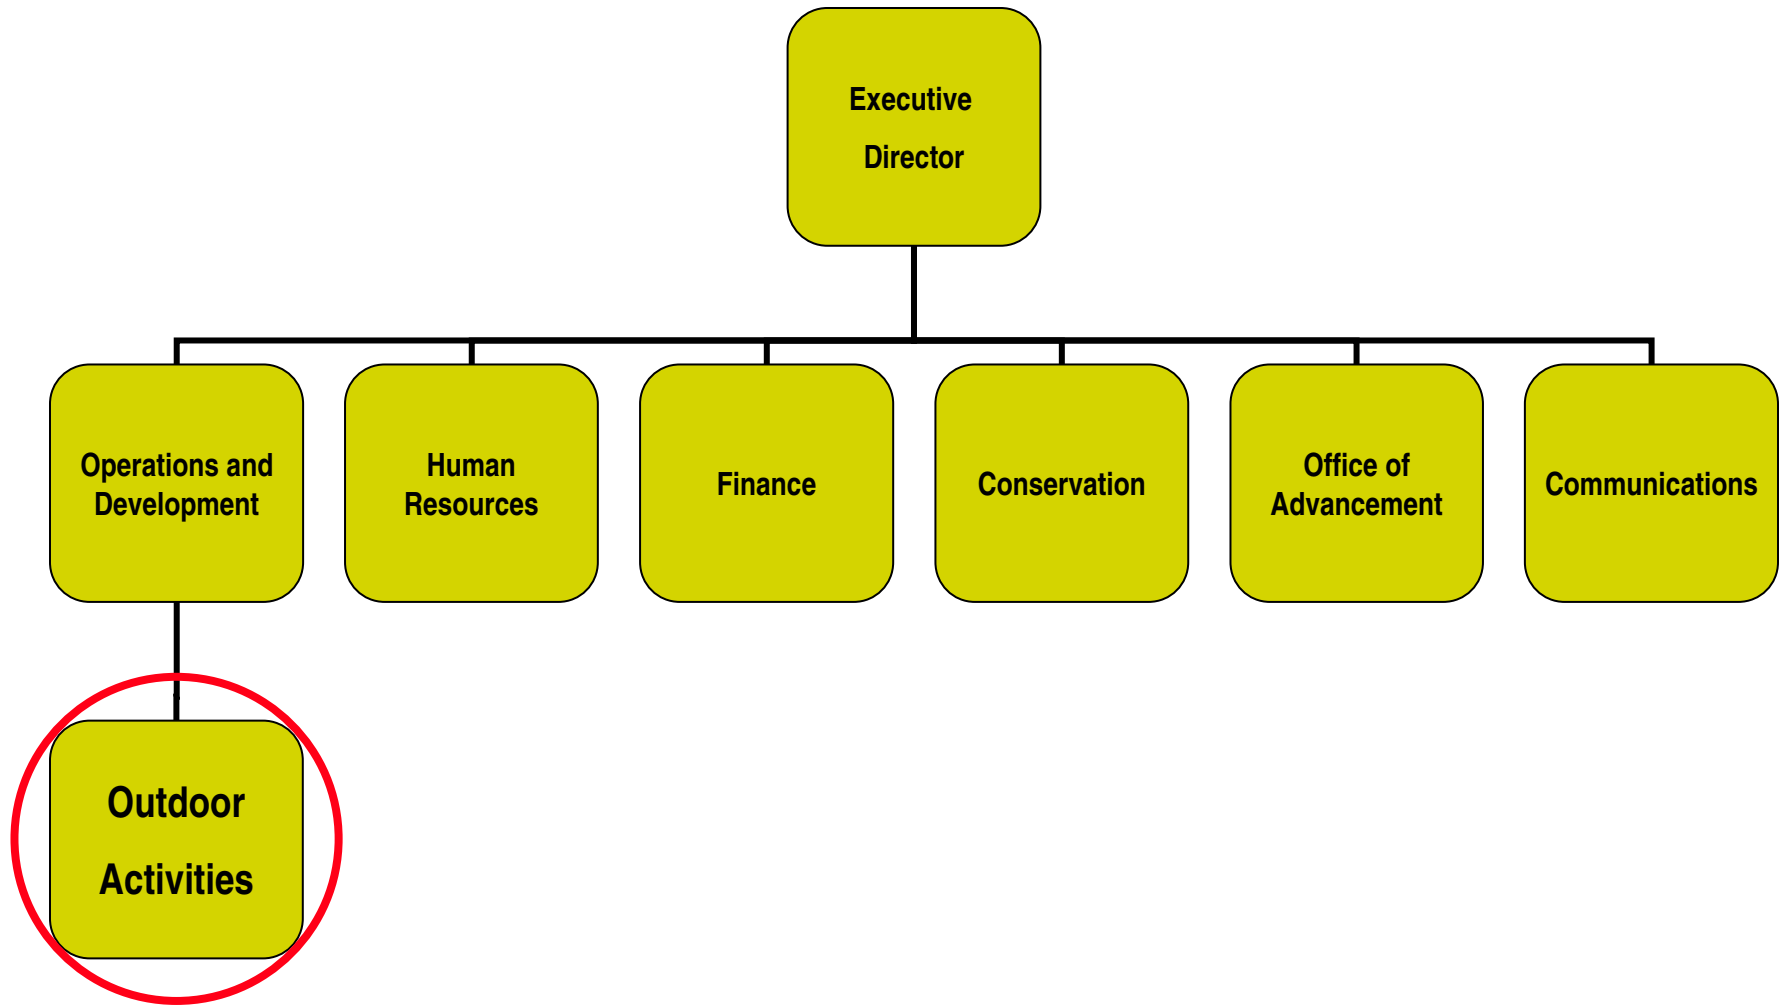 Executive
Director
Operations and
Development
Human
Resources
Finance
Conservation
Office of
Advancement
Communications
Outdoor
Activities